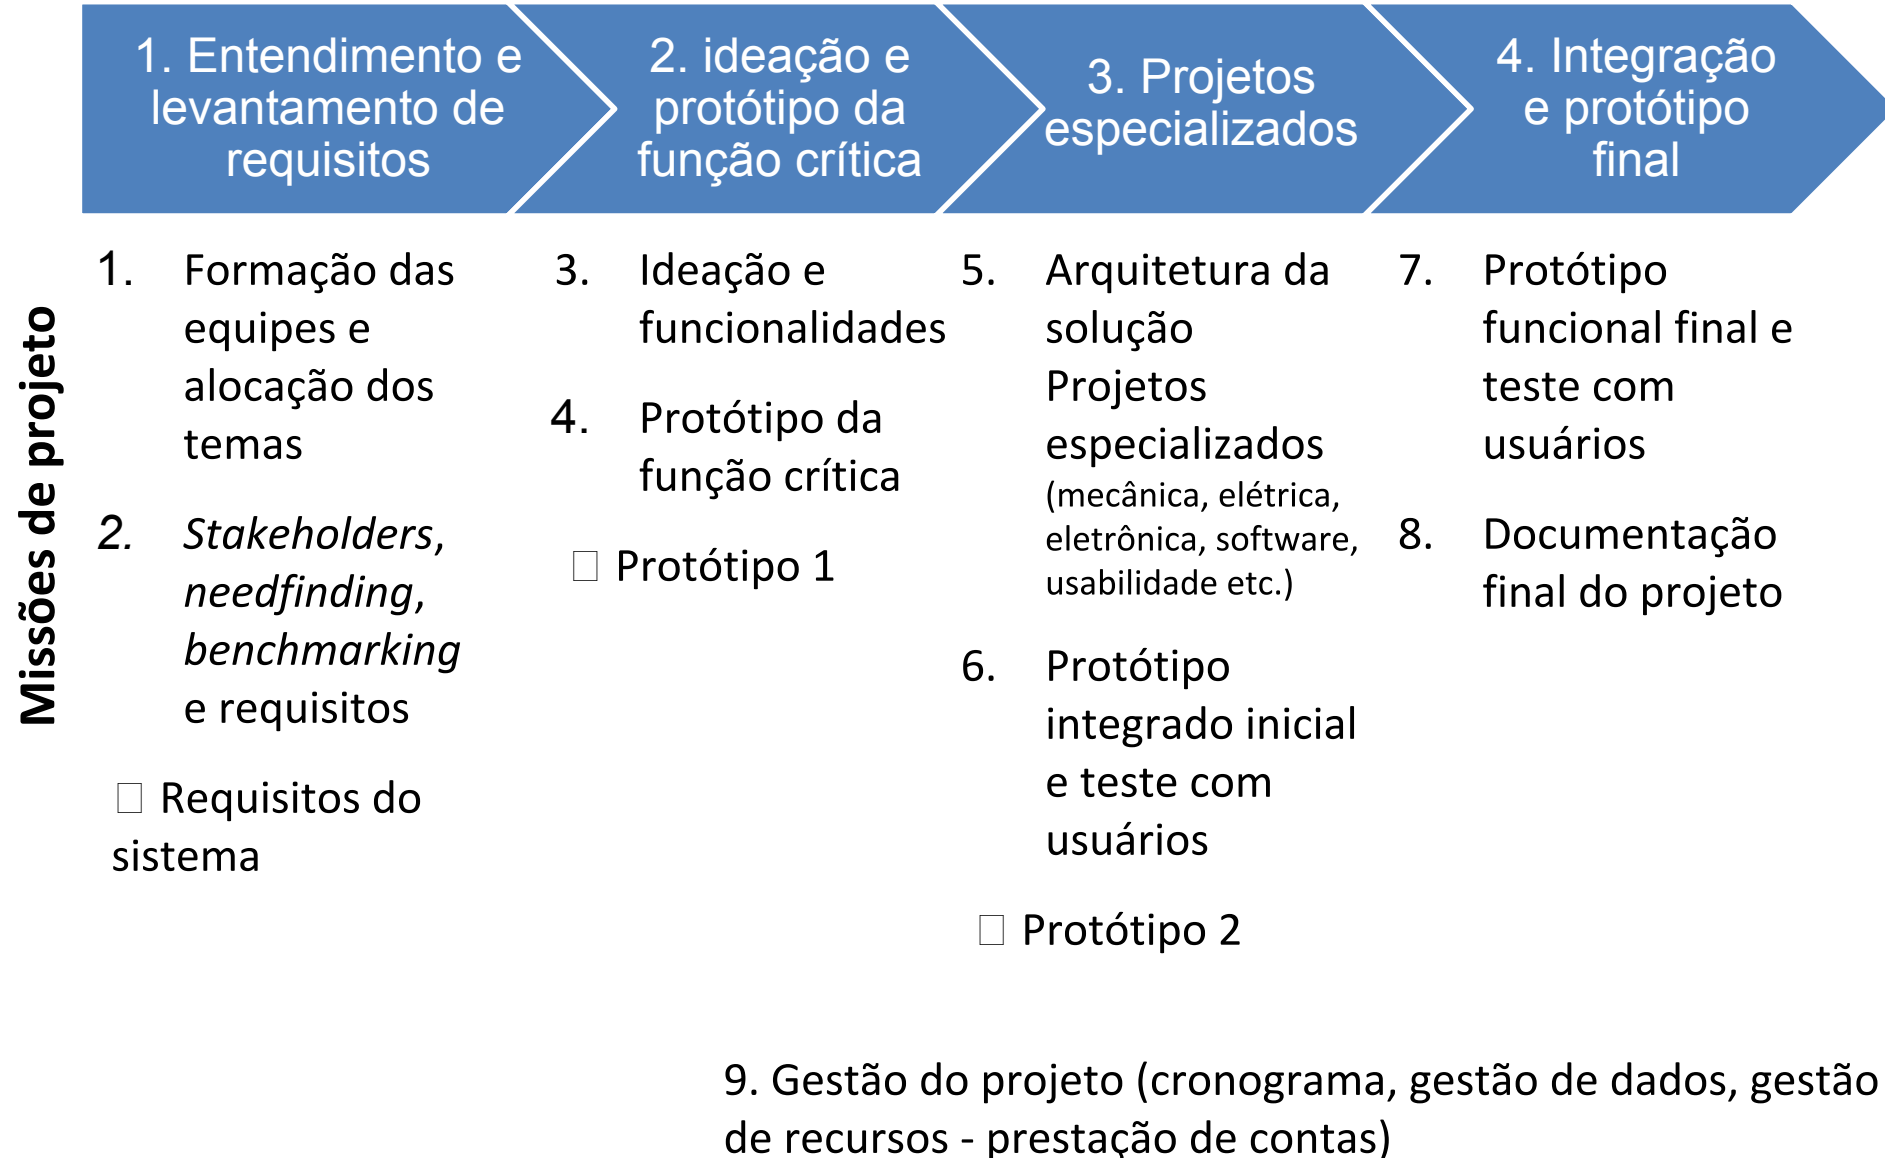 1. Entendimento e
levantamento de
requisitos
2. ideação e
protótipo da
função crítica
3. Projetos
especializados
4. Integração
e protótipo
final
Missões de projeto
1. Formação das
equipes e
alocação dos
temas
2. Stakeholders,
needfinding,
benchmarking
e requisitos
□ Requisitos do
sistema
3. Ideação e
funcionalidades
4. Protótipo da
função crítica
□ Protótipo 1
5. Arquitetura da
solução
Projetos
especializados
(mecânica, elétrica,
eletrônica, software,
usabilidade etc.)
6. Protótipo
integrado inicial
e teste com
usuários
□ Protótipo 2
7. Protótipo
funcional final e
teste com
usuários
8. Documentação
final do projeto
9. Gestão do projeto (cronograma, gestão de dados, gestão
de recursos - prestação de contas)